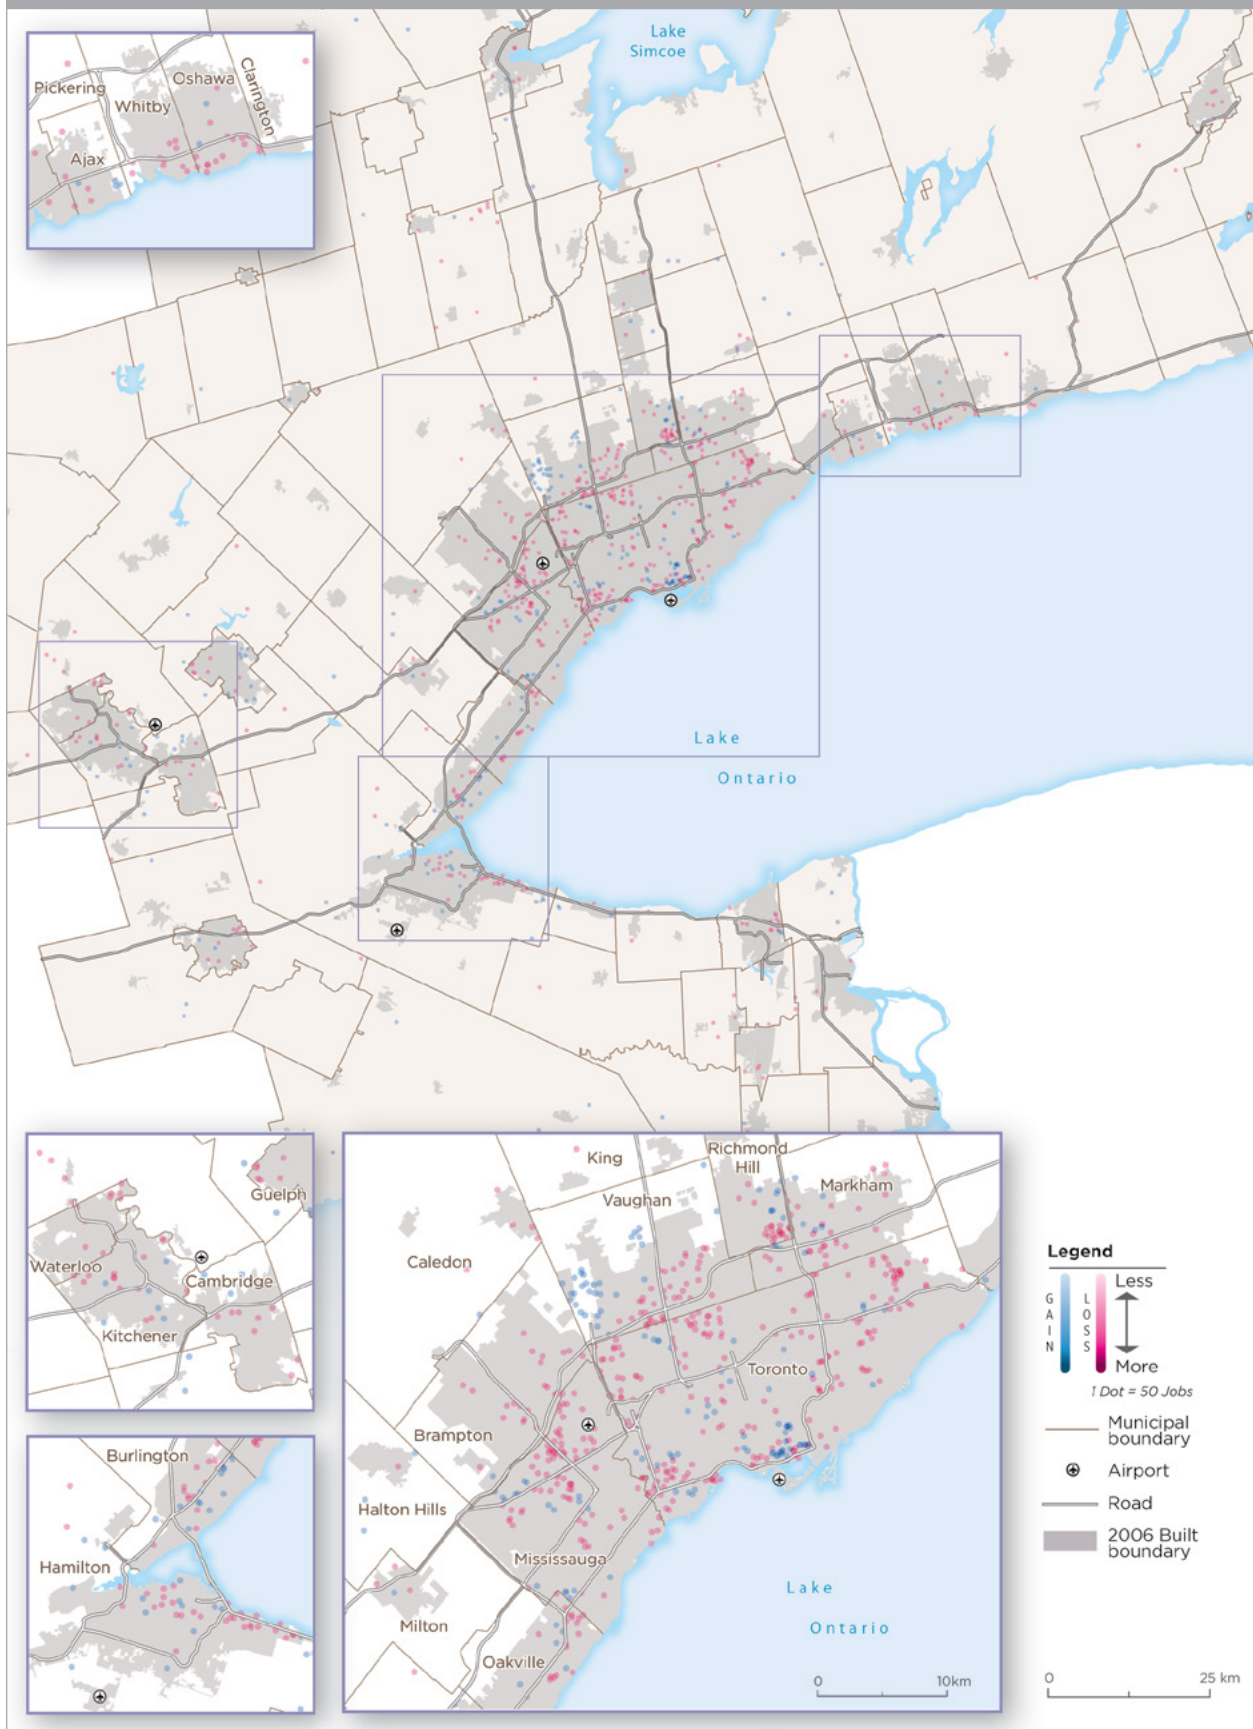 Lake
Simcoe
Pickering
Whitby
Oshawa
Clarington
Ajax
Lake
Ontario
Guelph
Waterloo
Cambridge
Kitchener
Burlington
Hamilton
King
Richmond
Hill
Vaughan
Markham
Caledon
Toronto
Brampton
Halton Hills
Mississauga
Milton
Oakville
Lake
Ontario
0 10km
Legend
GAIN
LOSS
Less
More
1 Dot = 50 Jobs
Municipal
boundary
Airport
Road
2006 Built
boundary
0 25 km